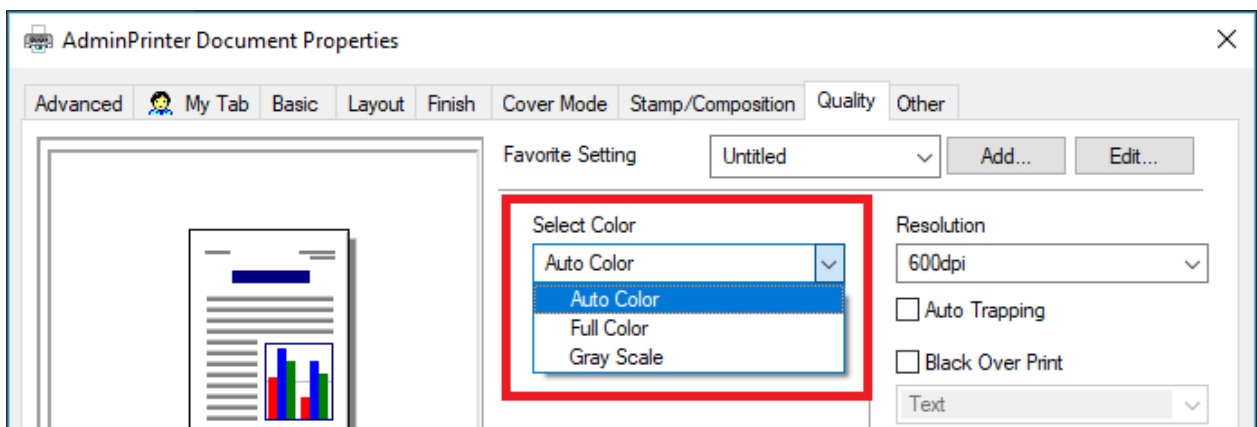 AdminPrinter Document Properties
Advanced My Tab Basic Layout Finish Cover Mode Stamp/Composition Quality Other
Favorite Setting Untitled Add... Edit...
Select Color Resolution
Auto Color 600dpi
Auto Color
Auto Trapping
Full Color
Gray Scale
Black Over Print
Text